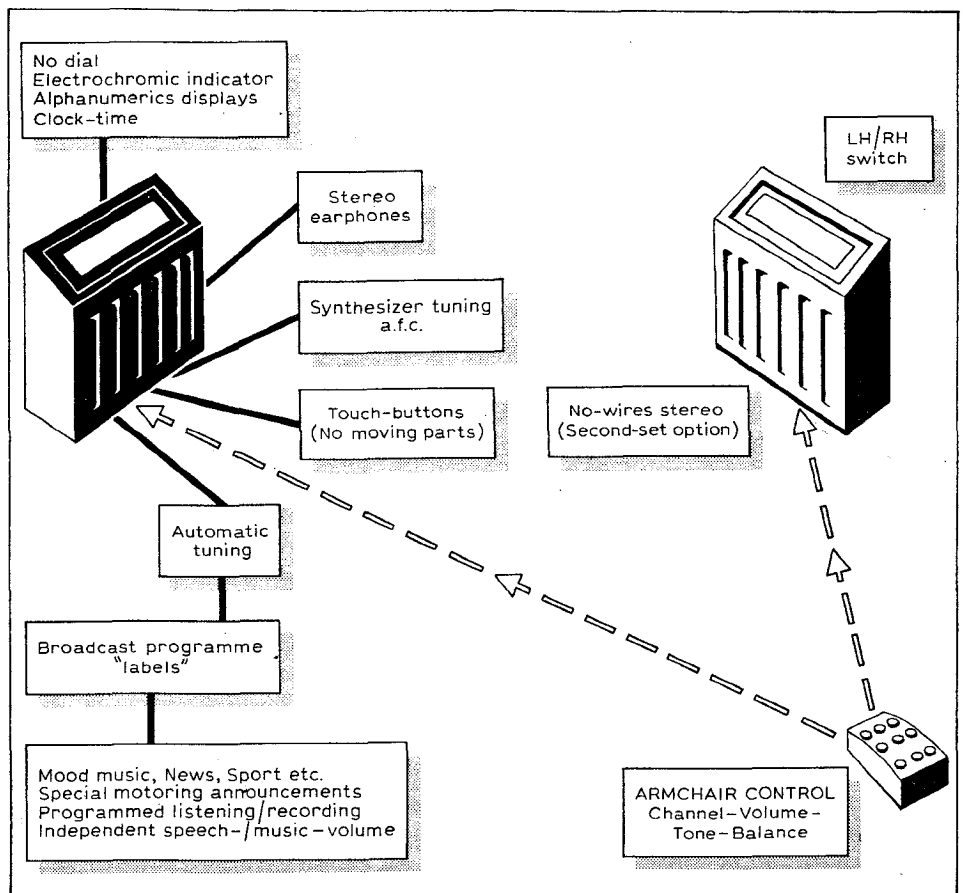 No dial
Electrochromic indicator
Alphanumerics displays
Clock-time
LH/RH
switch
Stereo
earphones
Synthesizer tuning
a.f.c.
Touch-buttons
(No moving parts)
No-wires stereo
(Second-set option)
Automatic
tuning
Broadcast programme
"labels"
Mood music, News, Sport etc.
Special motoring announcements
Programmed listening/recording
Independent speech-/music-volume
ARMCHAIR CONTROL
Channel-Volume-
Tone-Balance